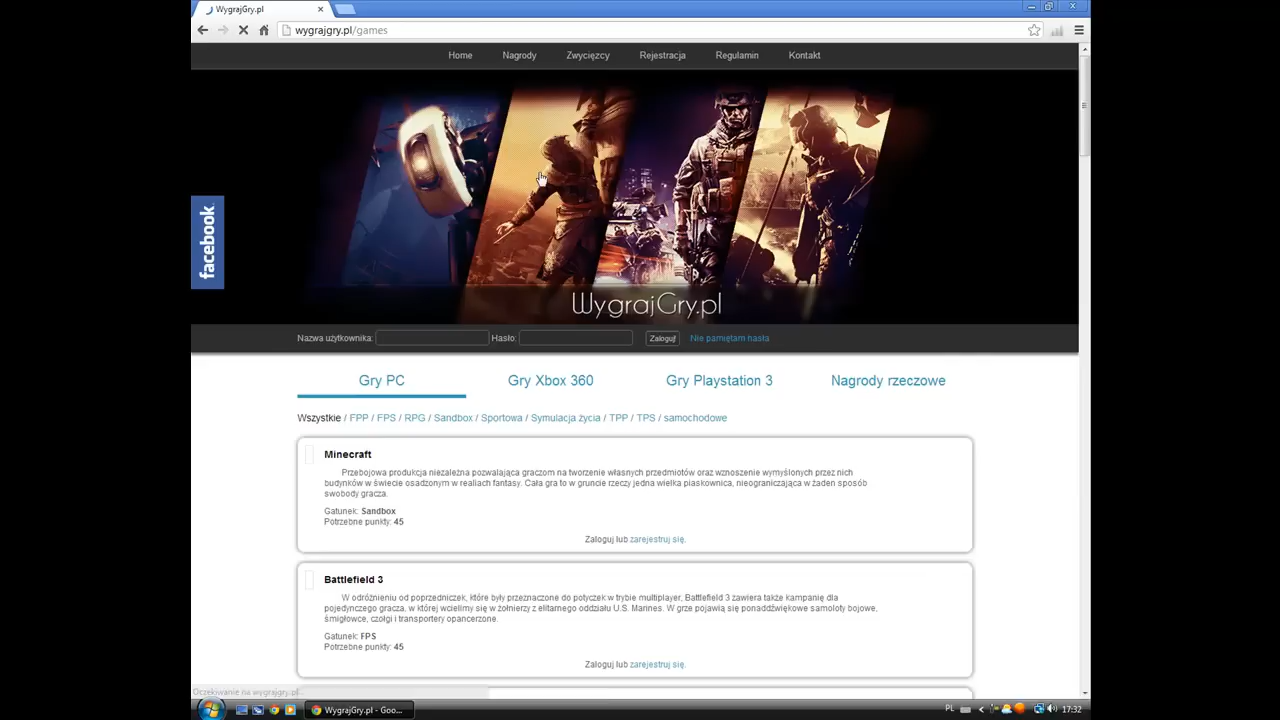 WygrajGry.pl
wygrajgry.pl/games
Home Nagrody Zwycięzcy Rejestracja Regulamin Kontakt
facebook
WygrajGry.pl
Nazwa użytkownika: Hasło: Zaloguj! Nie pamiętam hasła
Gry PC Gry Xbox 360 Gry Playstation 3 Nagrody rzeczowe
Wszystkie / FPP / FPS / RPG / Sandbox / Sportowa / Symulacja życia / TPP / TPS / samochodowe
Minecraft
Przebojowa produkcja niezależna pozwalająca graczom na tworzenie własnych przedmiotów oraz wznoszenie wymyślonych przez nich
budynków w świecie osadzonym w realiach fantasy. Cała gra to w gruncie rzeczy jedna wielka piaskownica, nieograniczająca w żaden sposób
swobody gracza.
Gatunek: Sandbox
Potrzebne punkty: 45
Zaloguj lub zarejestruj się.
Battlefield 3
W odróżnieniu od poprzedniczek, które były przeznaczone do potyczek w trybie multiplayer, Battlefield 3 zawiera także kampanię dla
pojedynczego gracza, w której wcielimy się w żołnierzy z elitarnego oddziału U.S. Marines. W grze pojawią się ponaddźwiękowe samoloty bojowe,
śmigłowce, czołgi i transportery opancerzone.
Gatunek: FPS
Potrzebne punkty: 45
Zaloguj lub zarejestruj się.
Oczekiwanie na wygrajgry.pl...
WygrajGry.pl - Goo... PL 17:32